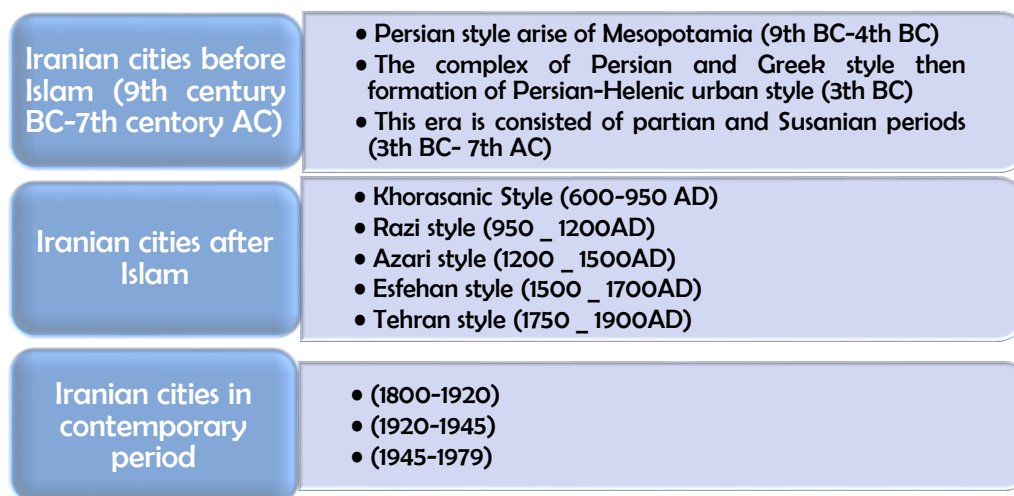 Iranian cities before
Islam (9th century
BC-7th centory AC)
• Persian style arise of Mesopotamia (9th BC-4th BC)
• The complex of Persian and Greek style then
formation of Persian-Helenic urban style (3th BC)
• This era is consisted of partian and Susanian periods
(3th BC- 7th AC)
Iranian cities after
Islam
• Khorasanic Style (600-950 AD)
• Razi style (950 _ 1200AD)
• Azari style (1200 _ 1500AD)
• Esfehan style (1500 _ 1700AD)
• Tehran style (1750 _ 1900AD)
Iranian cities in
contemporary
period
• (1800-1920)
• (1920-1945)
• (1945-1979)